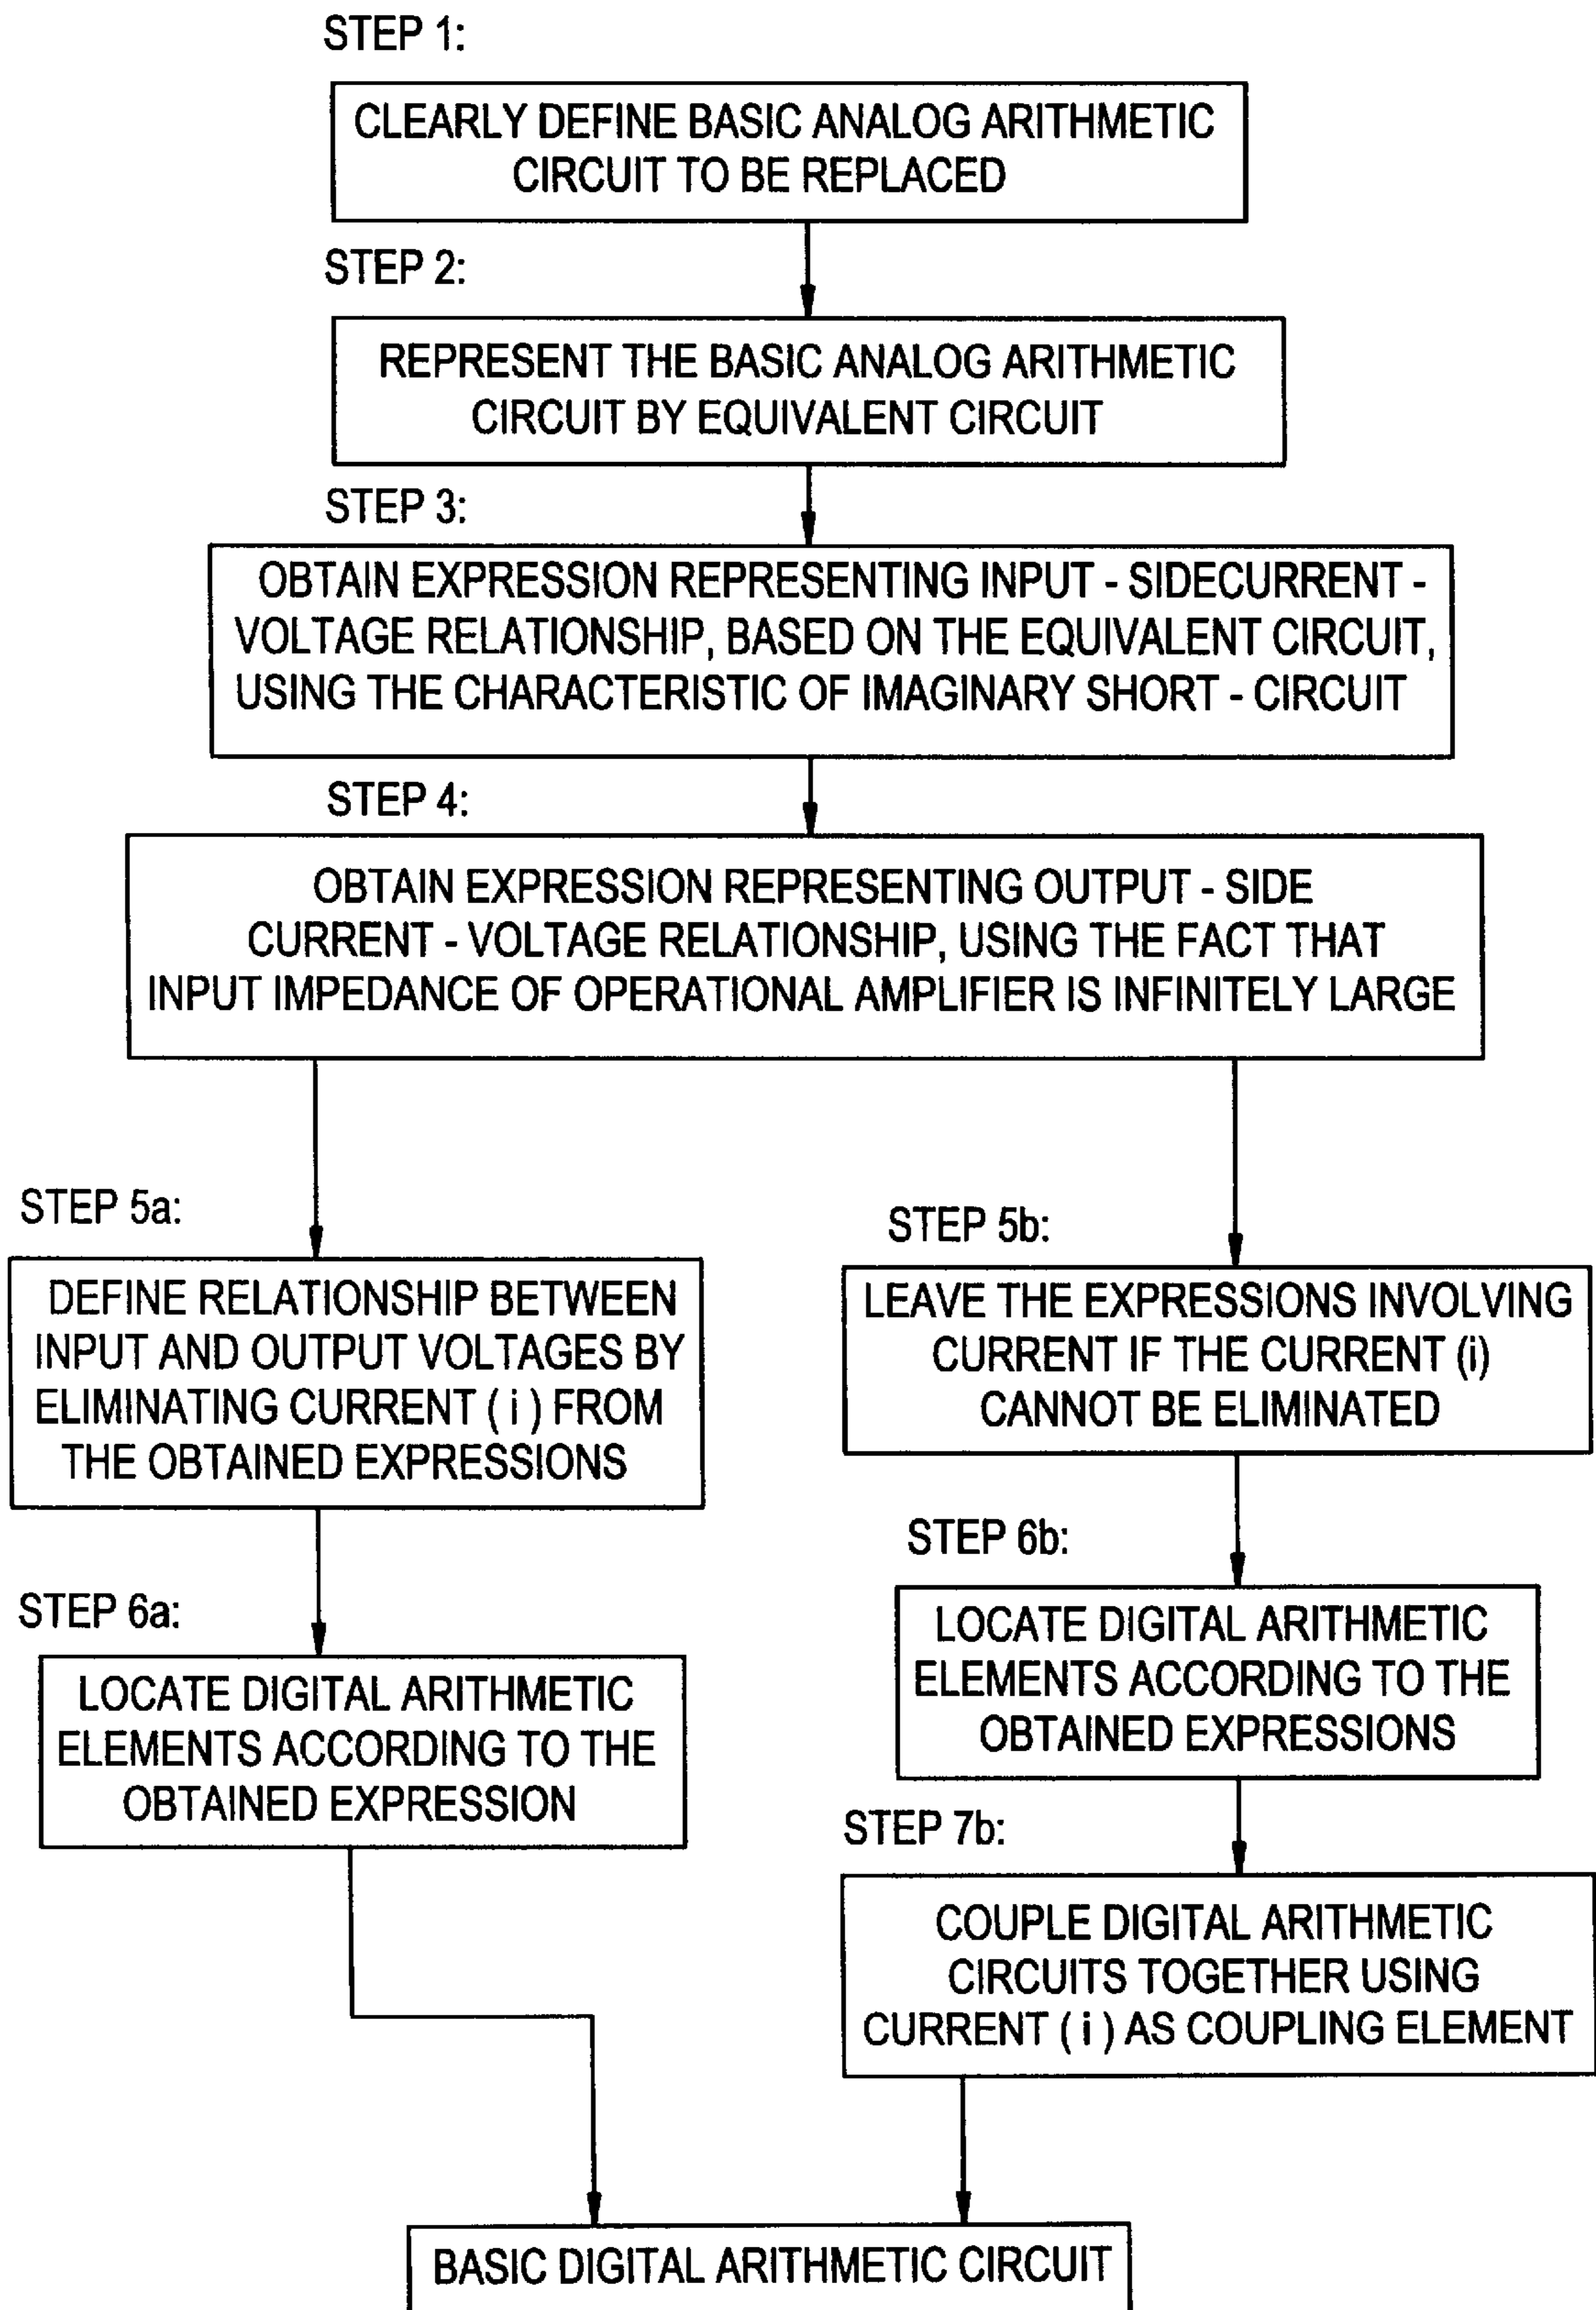 STEP 1:
CLEARLY DEFINE BASIC ANALOG ARITHMETIC
CIRCUIT TO BE REPLACED
STEP 2:
REPRESENT THE BASIC ANALOG ARITHMETIC
CIRCUIT BY EQUIVALENT CIRCUIT
STEP 3:
OBTAIN EXPRESSION REPRESENTING INPUT - SIDECURRENT -
VOLTAGE RELATIONSHIP, BASED ON THE EQUIVALENT CIRCUIT,
USING THE CHARACTERISTIC OF IMAGINARY SHORT - CIRCUIT
STEP 4:
OBTAIN EXPRESSION REPRESENTING OUTPUT - SIDE
CURRENT - VOLTAGE RELATIONSHIP, USING THE FACT THAT
INPUT IMPEDANCE OF OPERATIONAL AMPLIFIER IS INFINITELY LARGE
STEP 5a:
DEFINE RELATIONSHIP BETWEEN
INPUT AND OUTPUT VOLTAGES BY
ELIMINATING CURRENT ( i ) FROM
THE OBTAINED EXPRESSIONS
STEP 6a:
LOCATE DIGITAL ARITHMETIC
ELEMENTS ACCORDING TO THE
OBTAINED EXPRESSION
STEP 5b:
LEAVE THE EXPRESSIONS INVOLVING
CURRENT IF THE CURRENT (i)
CANNOT BE ELIMINATED
STEP 6b:
LOCATE DIGITAL ARITHMETIC
ELEMENTS ACCORDING TO THE
OBTAINED EXPRESSIONS
STEP 7b:
COUPLE DIGITAL ARITHMETIC
CIRCUITS TOGETHER USING
CURRENT ( i ) AS COUPLING ELEMENT
BASIC DIGITAL ARITHMETIC CIRCUIT